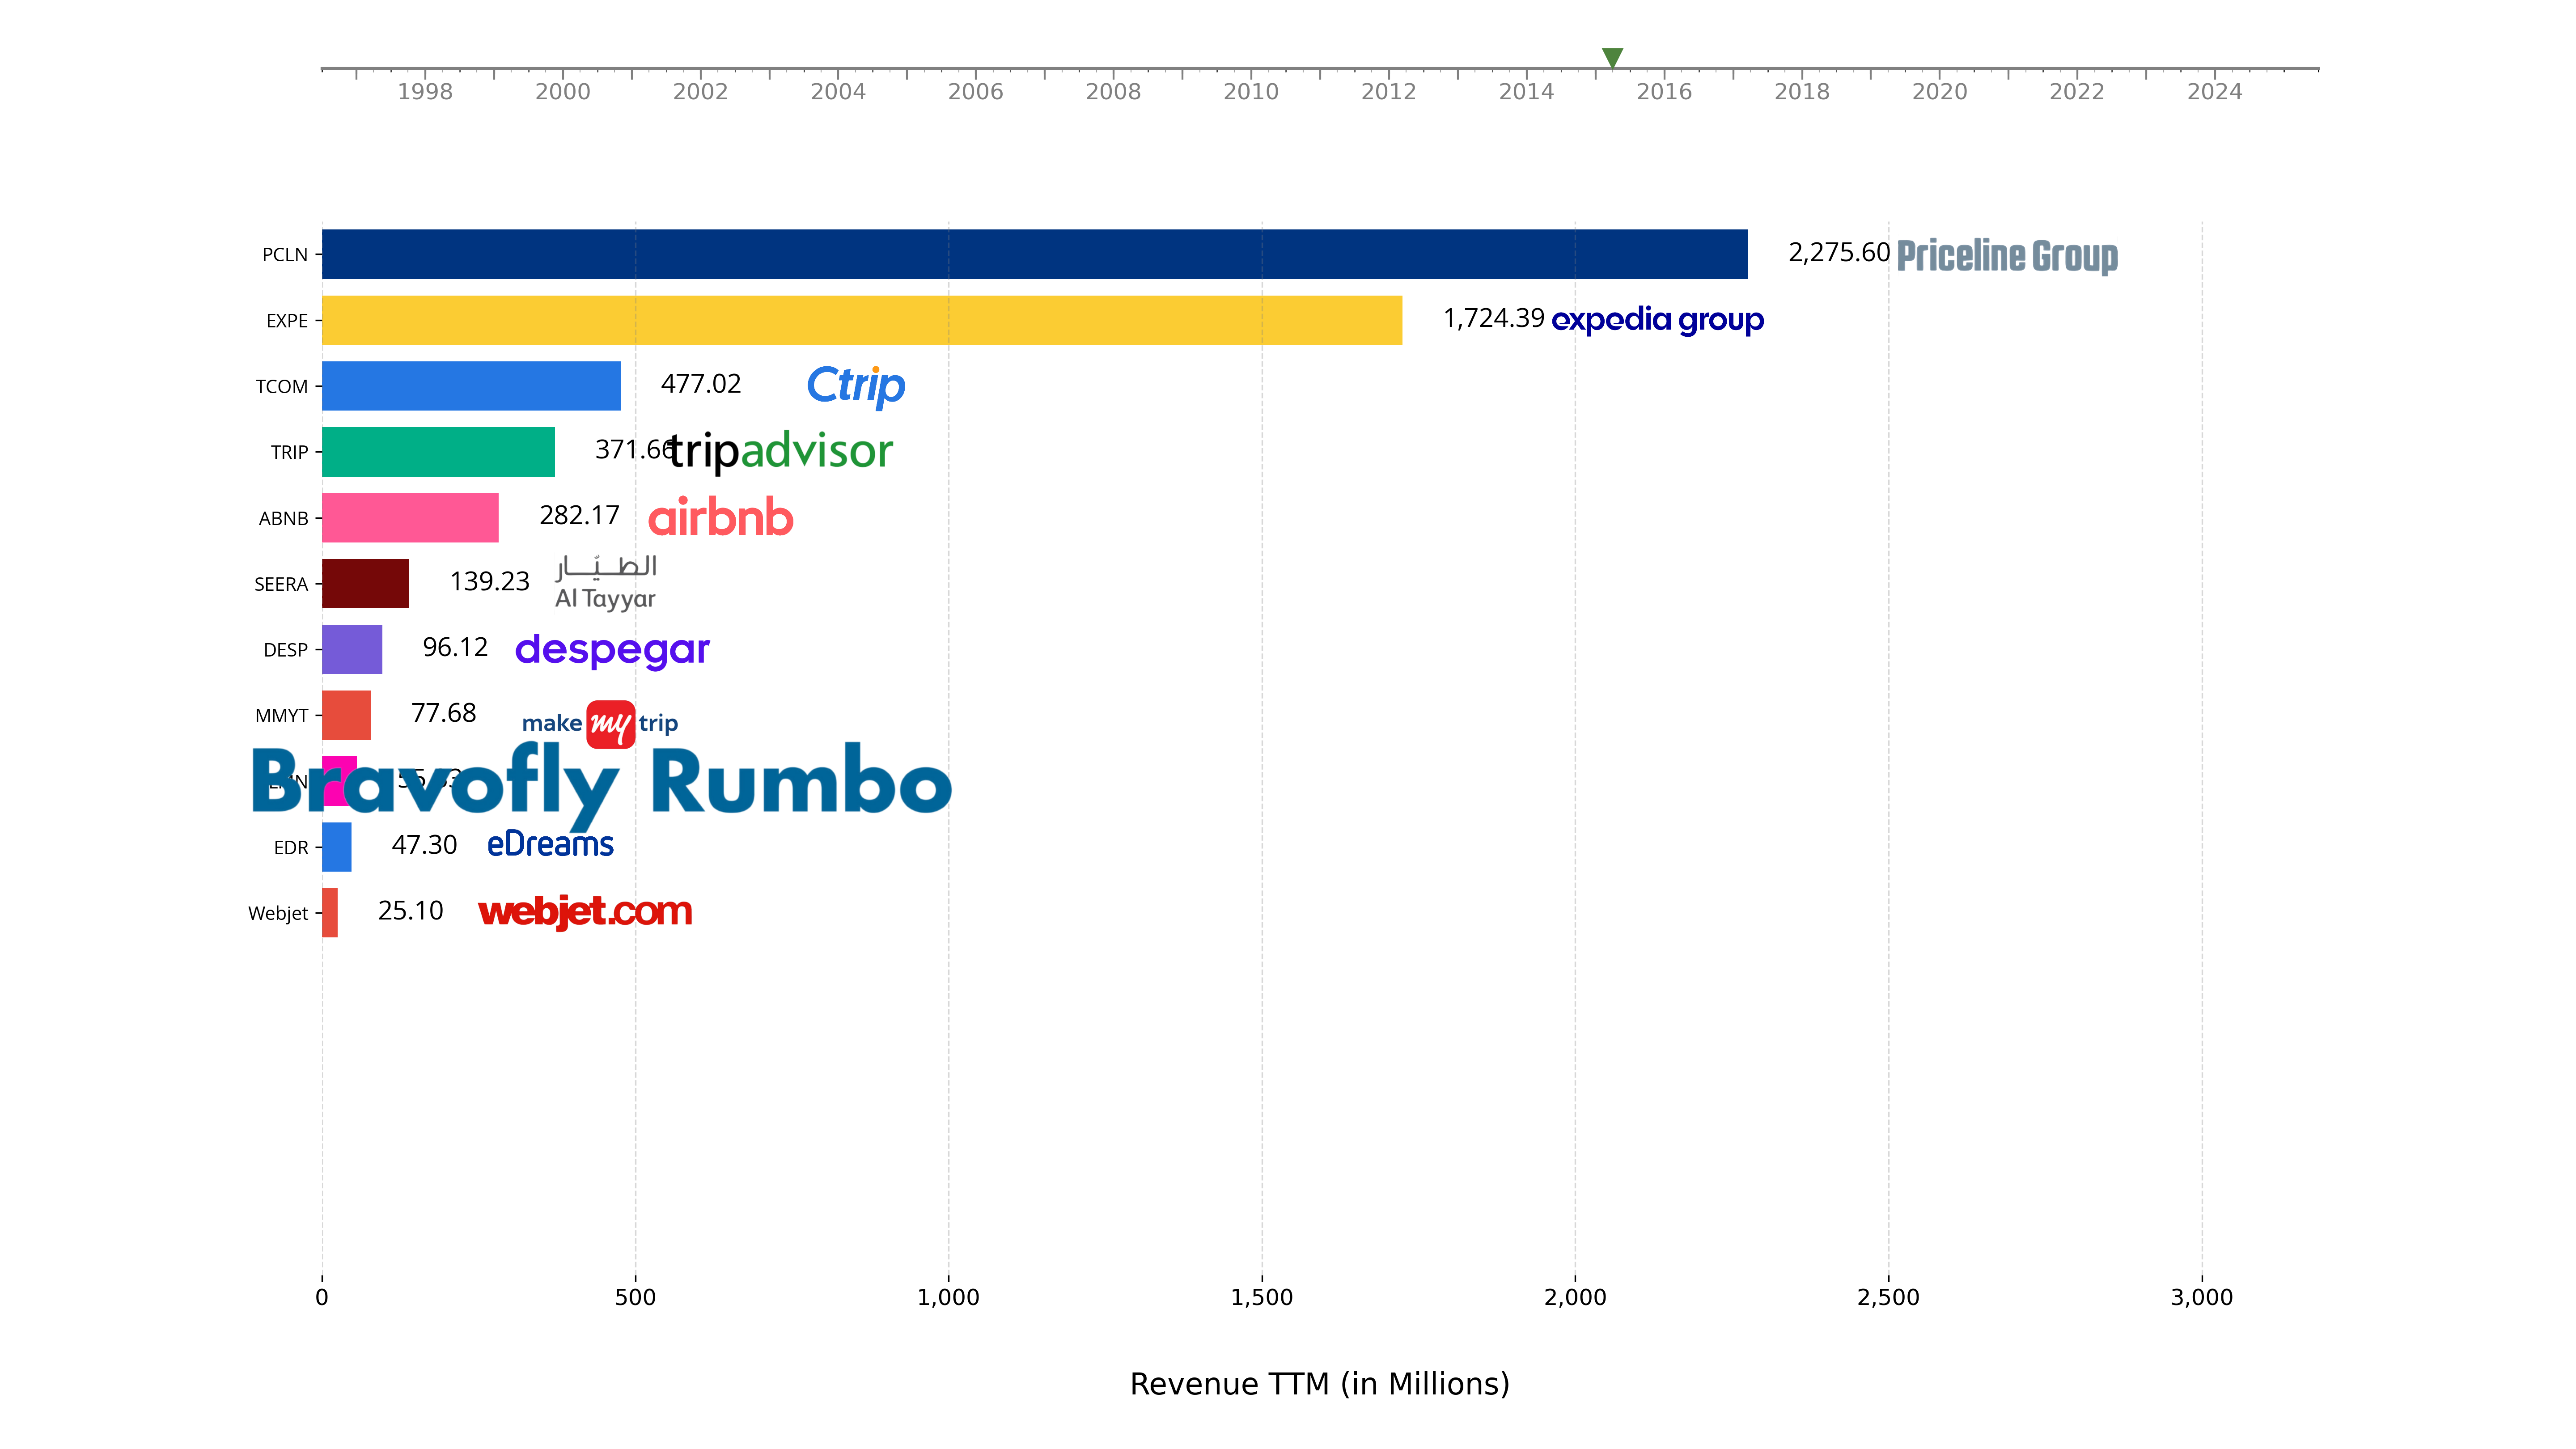 1998 2000 2002 2004 2006 2008 2010 2012 2014 2016 2018 2020 2022 2024
PCLN 2,275.60 Priceline Group
EXPE 1,724.39 expedia group
TCOM 477.02 Ctrip
TRIP 371.66 tripadvisor
ABNB 282.17 airbnb
SEERA 139.23 الطيّار
Al Tayyar
DESP 96.12 despegar
MMYT 77.68 make my trip
Bravofly Rumbo
EDR 47.30 eDreams
Webjet 25.10 webjet.com
0 500 1,000 1,500 2,000 2,500 3,000
Revenue TTM (in Millions)